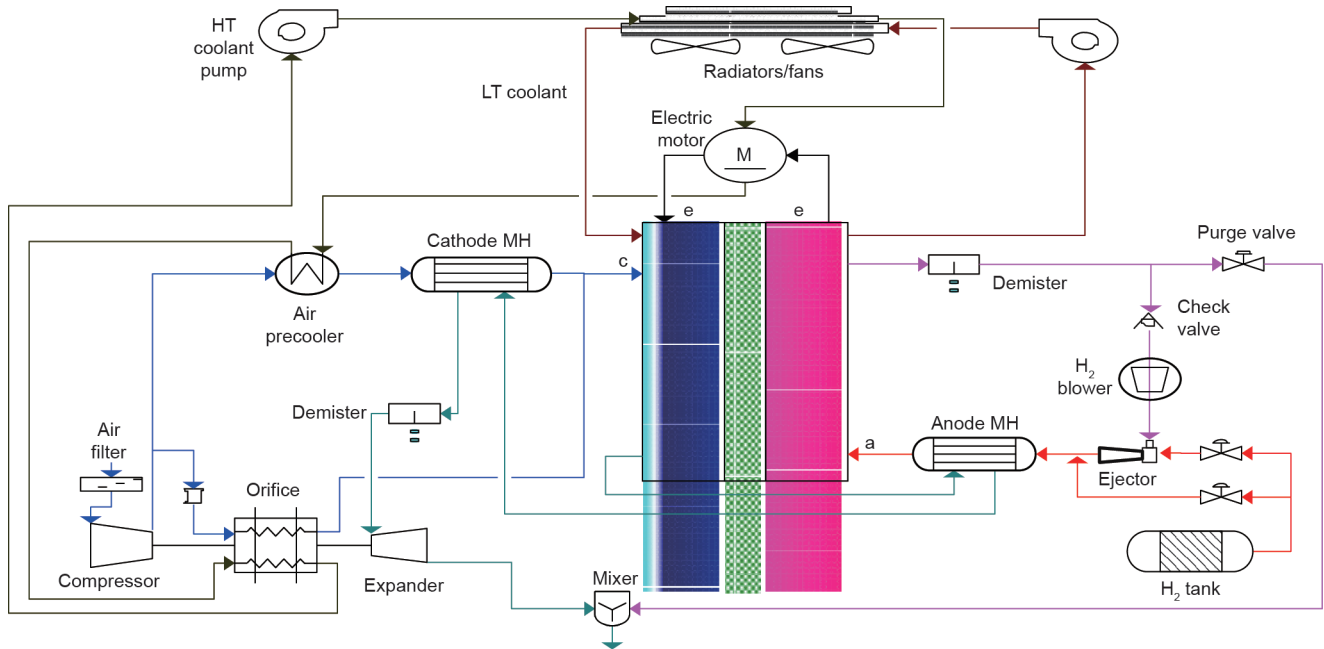 HT
coolant
pump
Radiators/fans
LT coolant
Electric
motor
M
e
e
Cathode MH
c
Purge valve
Demister
Air
precooler
Check
valve
H₂
blower
Demister
Anode MH
a
Air
filter
Orifice
Ejector
Compressor
Expander
Mixer
H₂ tank